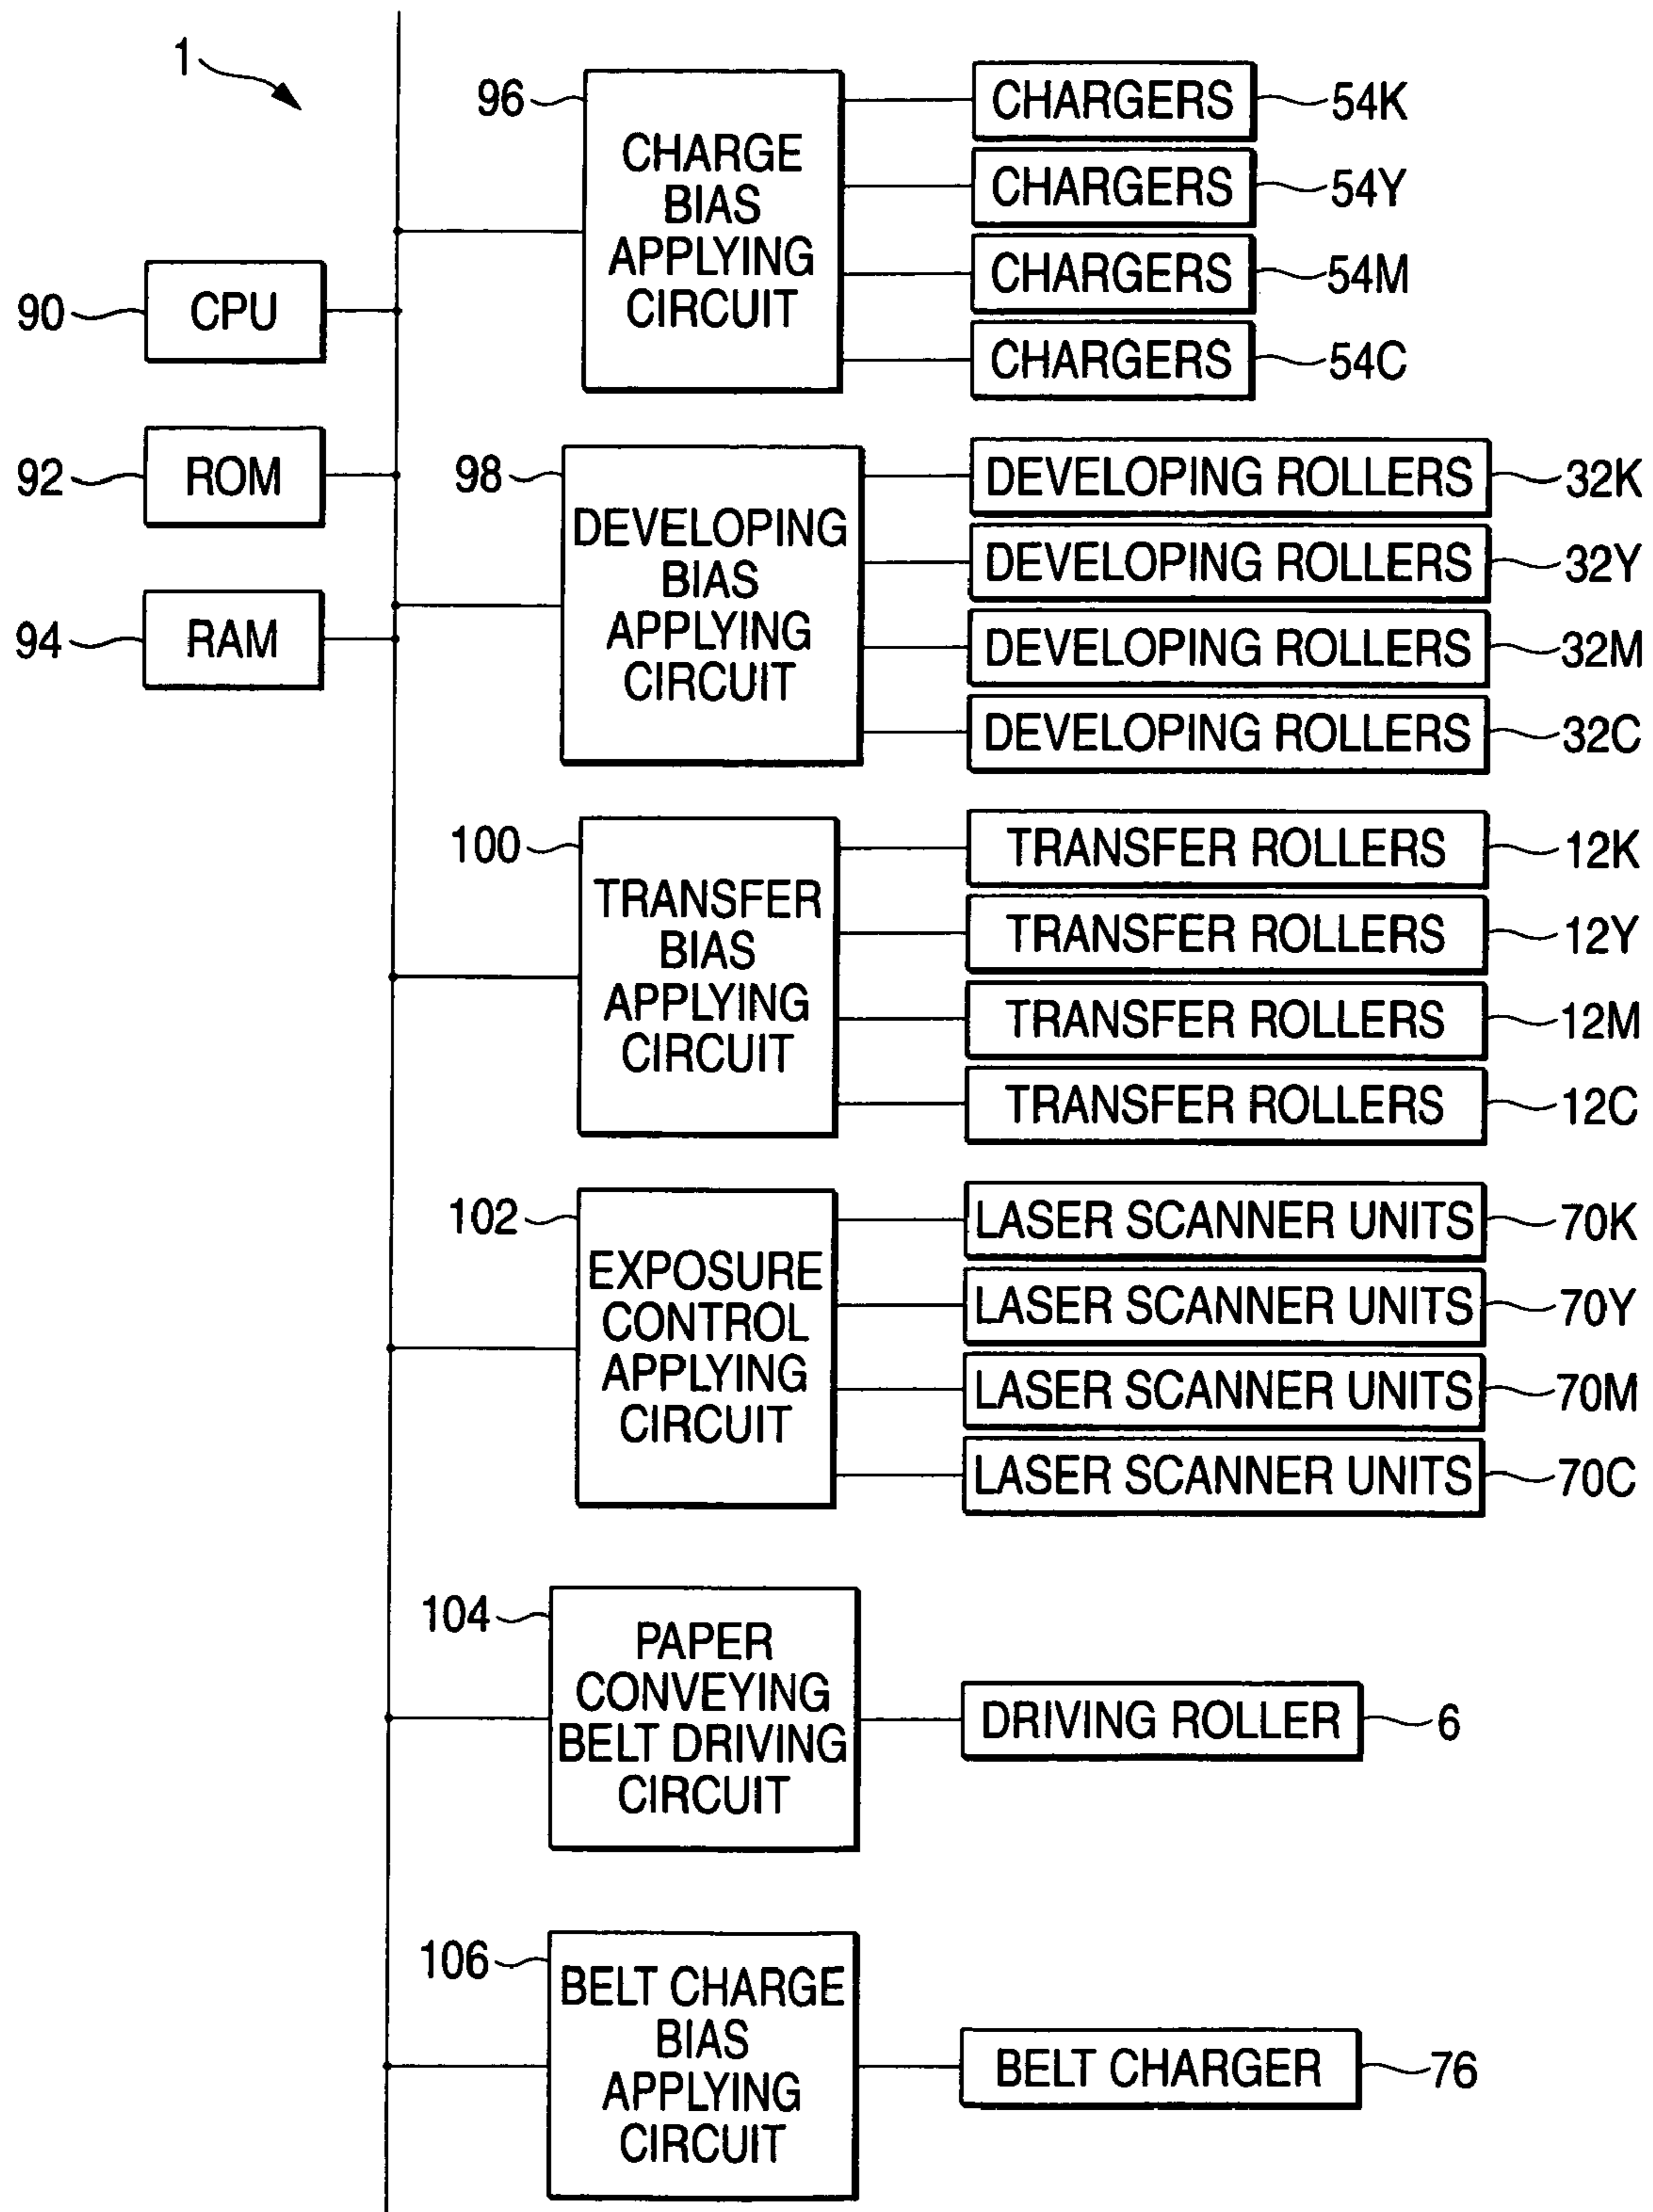 1
90
CPU
92
ROM
94
RAM
96
CHARGE
BIAS
APPLYING
CIRCUIT
CHARGERS
54K
CHARGERS
54Y
CHARGERS
54M
CHARGERS
54C
98
DEVELOPING
BIAS
APPLYING
CIRCUIT
DEVELOPING ROLLERS
32K
DEVELOPING ROLLERS
32Y
DEVELOPING ROLLERS
32M
DEVELOPING ROLLERS
32C
100
TRANSFER
BIAS
APPLYING
CIRCUIT
TRANSFER ROLLERS
12K
TRANSFER ROLLERS
12Y
TRANSFER ROLLERS
12M
TRANSFER ROLLERS
12C
102
EXPOSURE
CONTROL
APPLYING
CIRCUIT
LASER SCANNER UNITS
70K
LASER SCANNER UNITS
70Y
LASER SCANNER UNITS
70M
LASER SCANNER UNITS
70C
104
PAPER
CONVEYING
BELT DRIVING
CIRCUIT
DRIVING ROLLER
6
106
BELT CHARGE
BIAS
APPLYING
CIRCUIT
BELT CHARGER
76